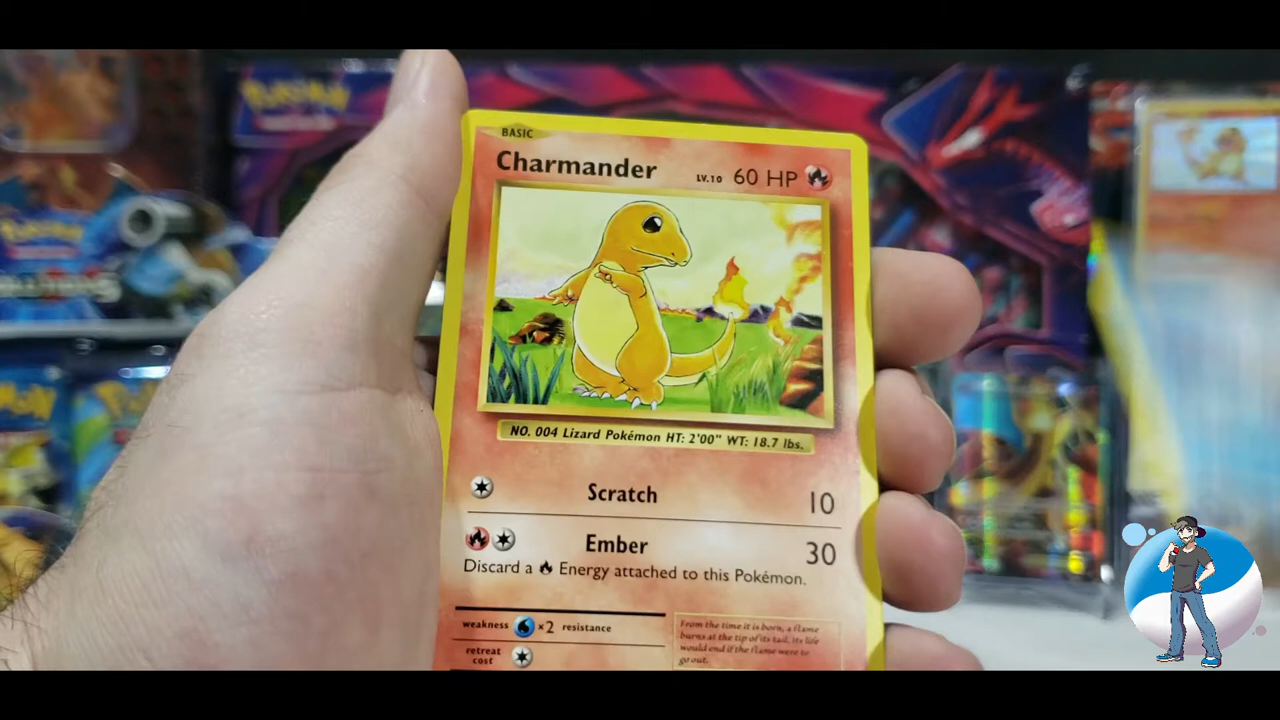 BASIC
Charmander LV.10 60 HP
NO. 004 Lizard Pokémon HT: 2'00" WT: 18.7 lbs.
Scratch 10
Ember 30
Discard a Energy attached to this Pokémon.
weakness ×2 resistance
retreat
cost
From the time it is born, a flame
burns at the tip of its tail. its life
would end if the flame were to
go out.
POKéMON